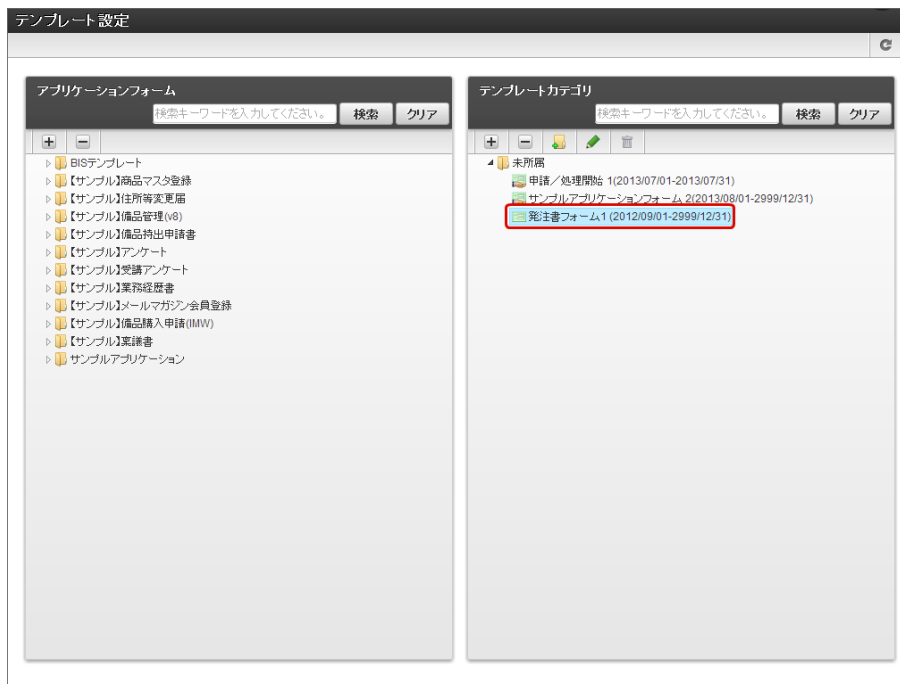 テンプレート設定
アプリケーションフォーム
検索キーワードを入力してください。 検索 クリア
BISテンプレート
【サンプル】商品マスタ登録
【サンプル】住所等変更届
【サンプル】備品管理(v8)
【サンプル】備品持出申請書
【サンプル】アンケート
【サンプル】受講アンケート
【サンプル】業務経歴書
【サンプル】メールマガジン会員登録
【サンプル】備品購入申請(IMW)
【サンプル】稟議書
サンプルアプリケーション
テンプレートカテゴリ
検索キーワードを入力してください。 検索 クリア
未所属
申請／処理開始 1(2013/07/01-2013/07/31)
サンプルアプリケーションフォーム 2(2013/08/01-2999/12/31)
発注書フォーム1 (2012/09/01-2999/12/31)